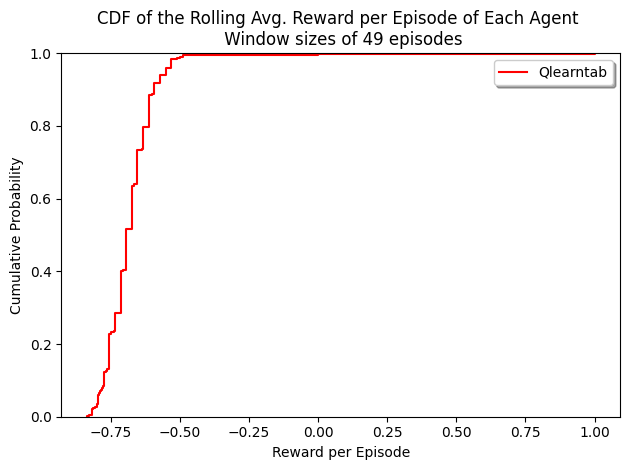 CDF of the Rolling Avg. Reward per Episode of Each Agent
Window sizes of 49 episodes
Qlearntab
Cumulative Probability
1.0
0.8
0.6
0.4
0.2
0.0
−0.75 −0.50 −0.25 0.00 0.25 0.50 0.75 1.00
Reward per Episode